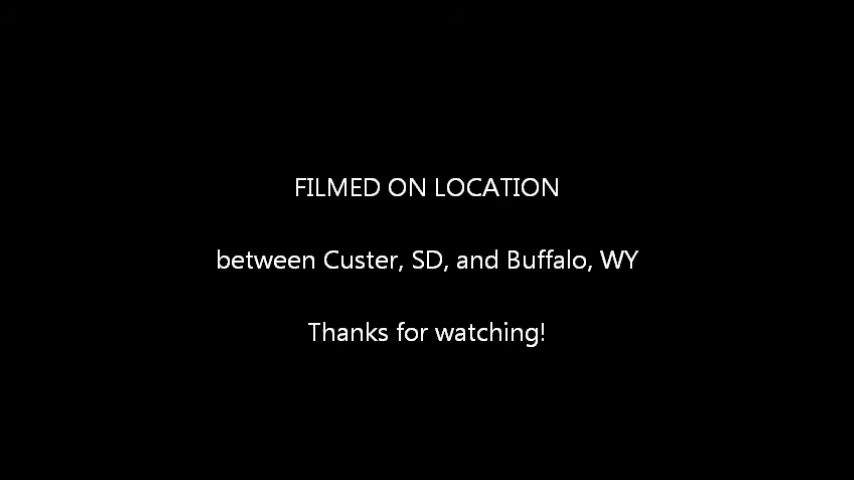 FILMED ON LOCATION
between Custer, SD, and Buffalo, WY
Thanks for watching!